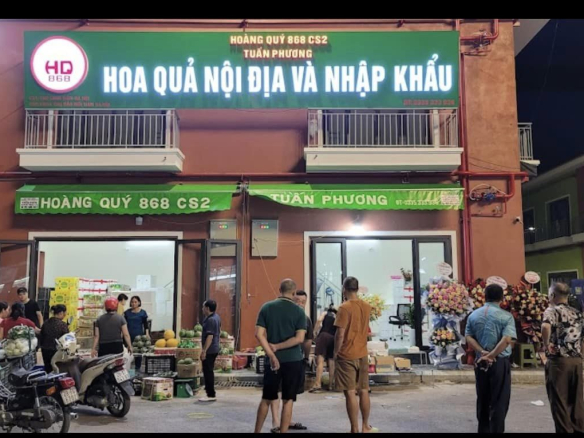 HOÀNG QUÝ 868 CS2
TUẤN PHƯƠNG
HQ
868
HOA QUẢ NỘI ĐỊA VÀ NHẬP KHẨU
HOÀNG QUÝ 868 CS2
TUẤN PHƯƠNG